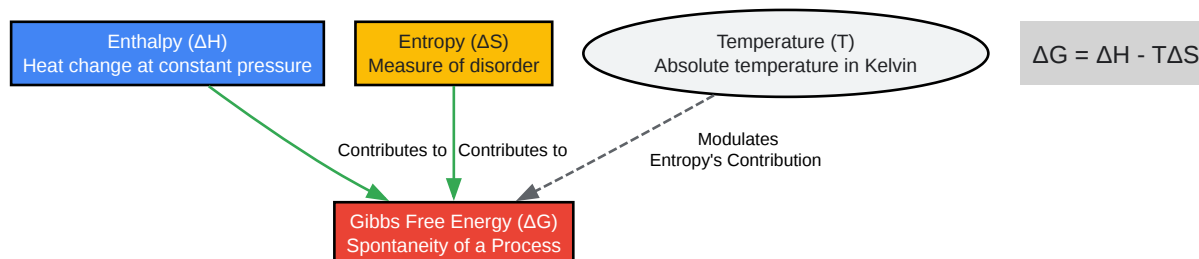 Enthalpy (ΔH)
Heat change at constant pressure
Entropy (ΔS)
Measure of disorder
Temperature (T)
Absolute temperature in Kelvin
ΔG = ΔH - TΔS
Contributes to
Contributes to
Modulates
Entropy's Contribution
Gibbs Free Energy (ΔG)
Spontaneity of a Process